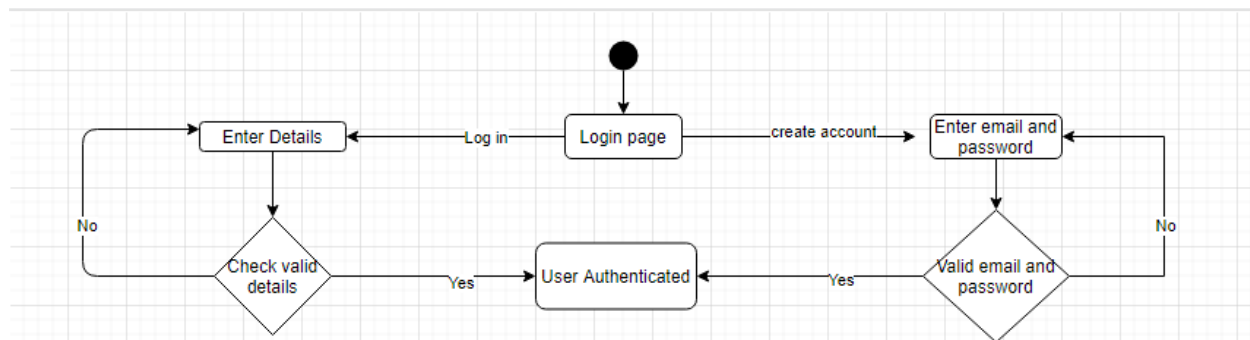 Enter Details
Log in
Login page
create account
Enter email and
password
No
No
Check valid
details
Yes
User Authenticated
Yes
Valid email and
password